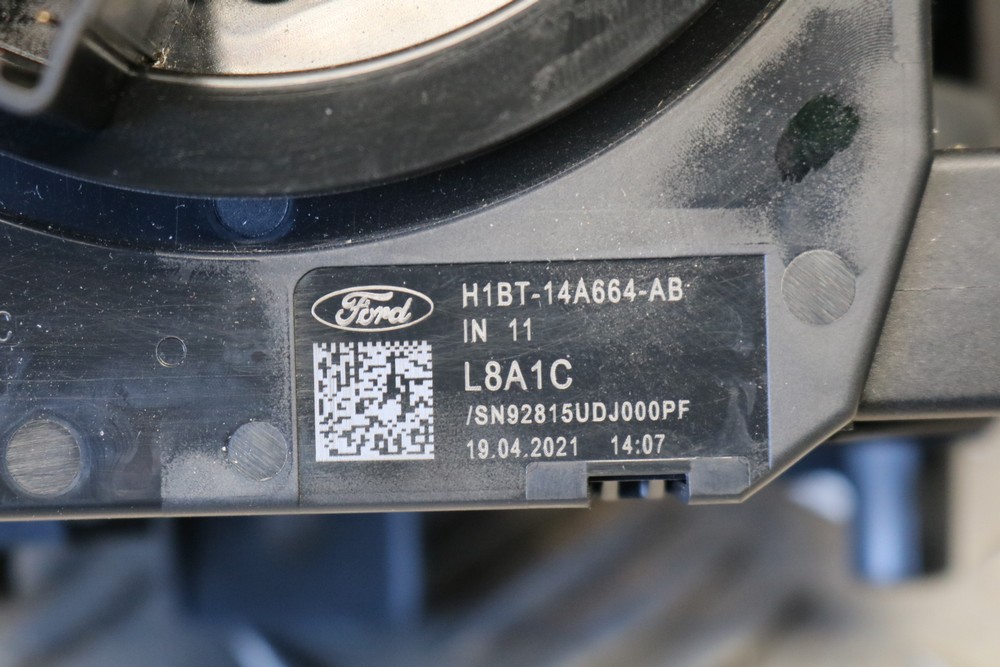 Ford
H1BT-14A664-AB
IN 11
L8A1C
/SN92815UDJ000PF
19.04.2021 14:07